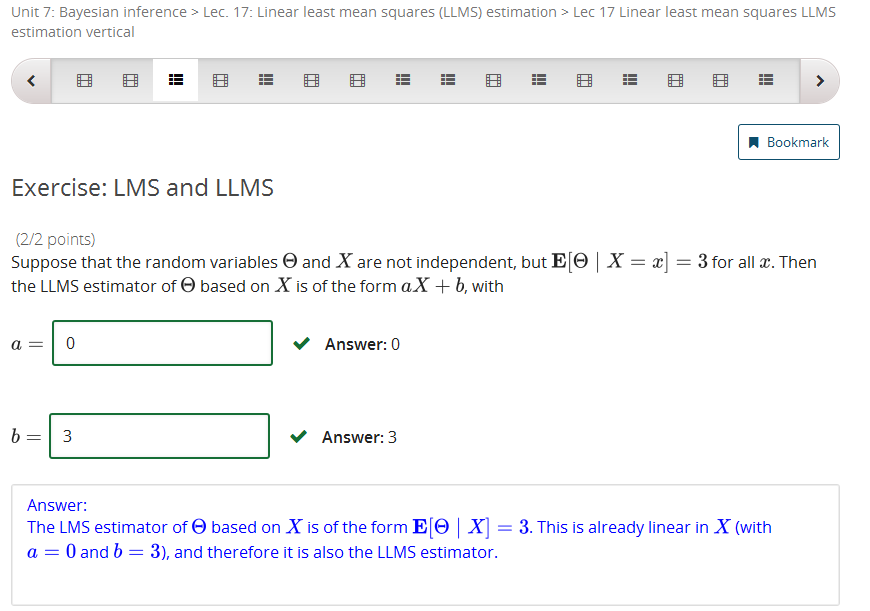 Unit 7: Bayesian inference > Lec. 17: Linear least mean squares (LLMS) estimation > Lec 17 Linear least mean squares LLMS
estimation vertical
Bookmark
Exercise: LMS and LLMS
(2/2 points)
Suppose that the random variables Θ and X are not independent, but E[Θ | X = x] = 3 for all x. Then
the LLMS estimator of Θ based on X is of the form aX + b, with
a = 0 Answer: 0
b = 3 Answer: 3
Answer:
The LMS estimator of Θ based on X is of the form E[Θ | X] = 3. This is already linear in X (with
a = 0 and b = 3), and therefore it is also the LLMS estimator.